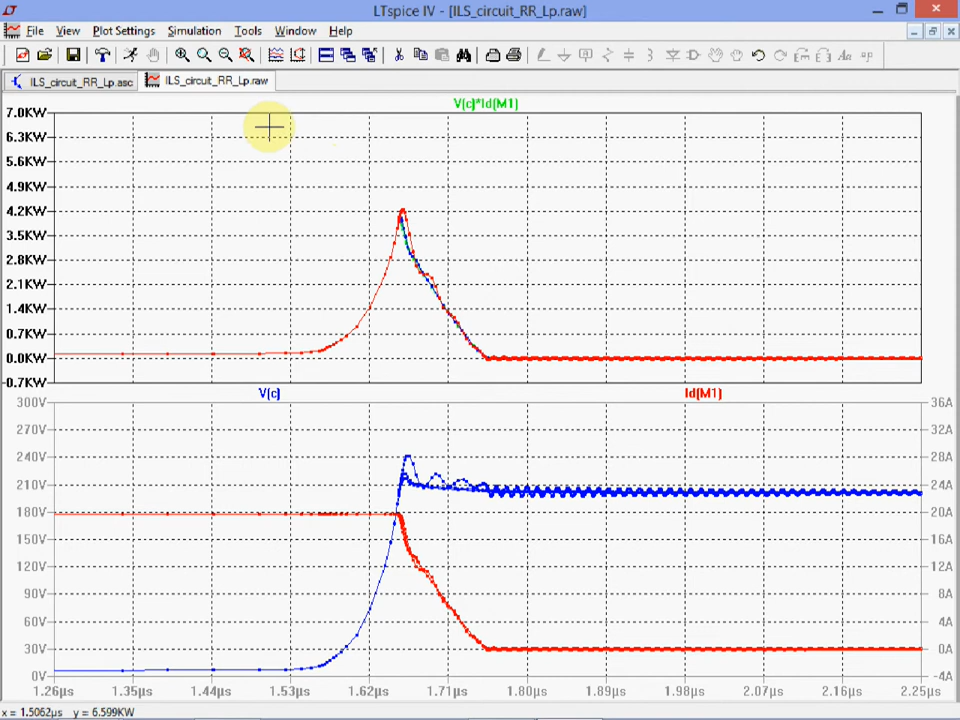 LTspice IV - [ILS_circuit_RR_Lp.raw]
File View Plot Settings Simulation Tools Window Help
ILS_circuit_RR_Lp.asc ILS_circuit_RR_Lp.raw
V(c)*Id(M1)
7.0KW
6.3KW
5.6KW
4.9KW
4.2KW
3.5KW
2.8KW
2.1KW
1.4KW
0.7KW
0.0KW
-0.7KW
V(c) Id(M1)
300V 36A
270V 32A
240V 28A
210V 24A
180V 20A
150V 16A
120V 12A
90V 8A
60V 4A
30V 0A
0V -4A
1.26µs 1.35µs 1.44µs 1.53µs 1.62µs 1.71µs 1.80µs 1.89µs 1.98µs 2.07µs 2.16µs 2.25µs
x = 1.5062µs y = 6.599KW